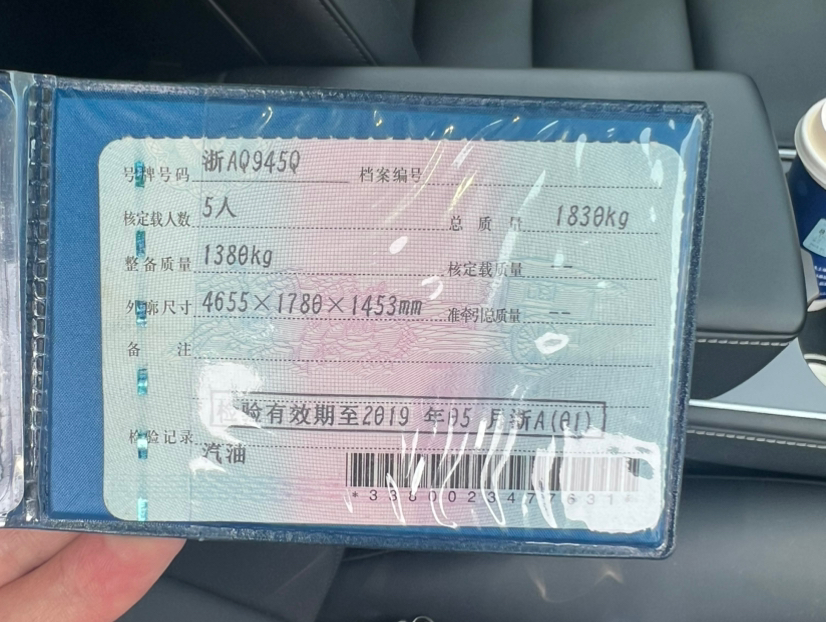 号牌号码 浙AQ945Q 档案编号
核定载人数 5人 总质量 1830kg
整备质量 1380kg 核定载质量 --
外廓尺寸 4655×1780×1453mm 准牵引总质量 --
备注
检验有效期至2019年05月浙A(01)
检验记录
汽油
*3380023477631*